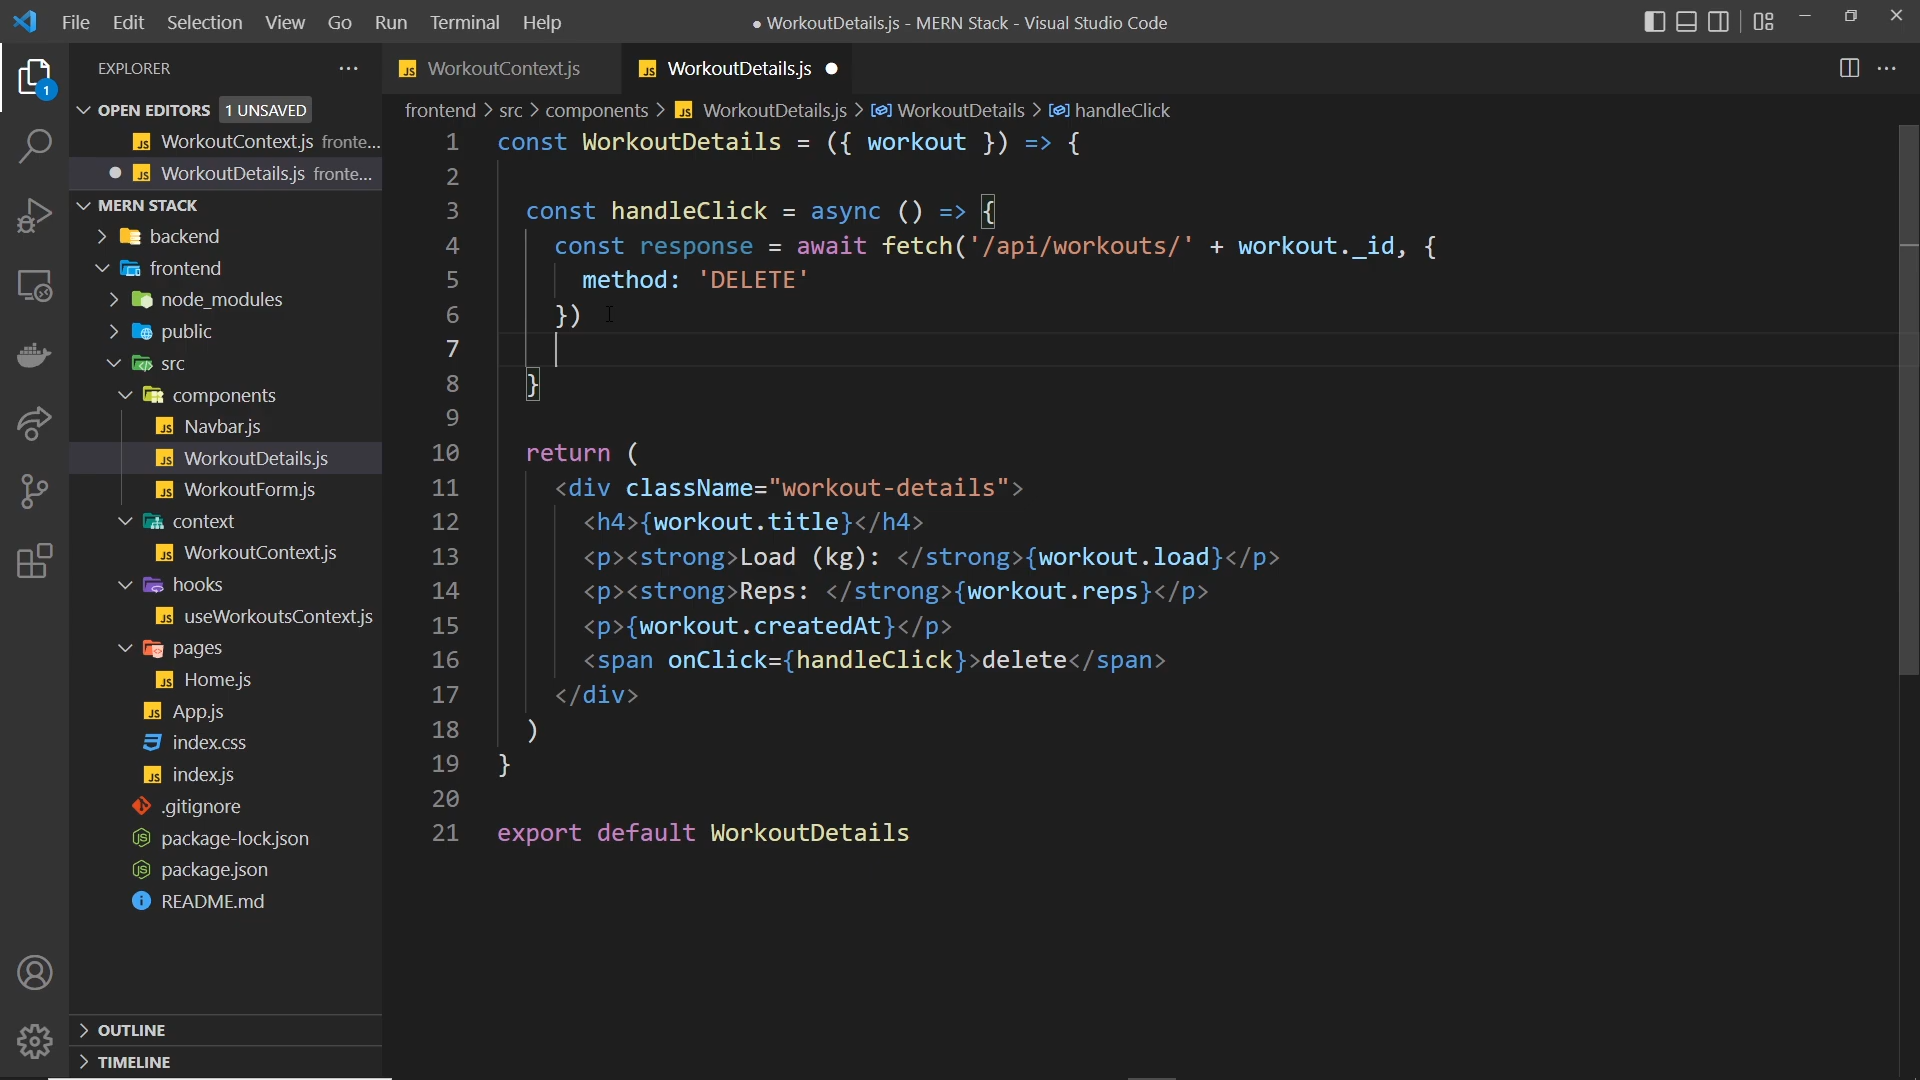 File Edit Selection View Go Run Terminal Help
● WorkoutDetails.js - MERN Stack - Visual Studio Code
EXPLORER
OPEN EDITORS 1 UNSAVED
WorkoutContext.js fronte...
WorkoutDetails.js fronte...
MERN STACK
backend
frontend
node_modules
public
src
components
Navbar.js
WorkoutDetails.js
WorkoutForm.js
context
WorkoutContext.js
hooks
useWorkoutsContext.js
pages
Home.js
App.js
index.css
index.js
.gitignore
package-lock.json
package.json
README.md
OUTLINE
TIMELINE
1
WorkoutContext.js
WorkoutDetails.js ●
frontend > src > components > WorkoutDetails.js > WorkoutDetails > handleClick
1 const WorkoutDetails = ({ workout }) => {
2
3 const handleClick = async () => {
4 const response = await fetch('/api/workouts/' + workout._id, {
5 method: 'DELETE'
6 })
7
8 }
9
10 return (
11 <div className="workout-details">
12 <h4>{workout.title}</h4>
13 <p><strong>Load (kg): </strong>{workout.load}</p>
14 <p><strong>Reps: </strong>{workout.reps}</p>
15 <p>{workout.createdAt}</p>
16 <span onClick={handleClick}>delete</span>
17 </div>
18 )
19 }
20
21 export default WorkoutDetails